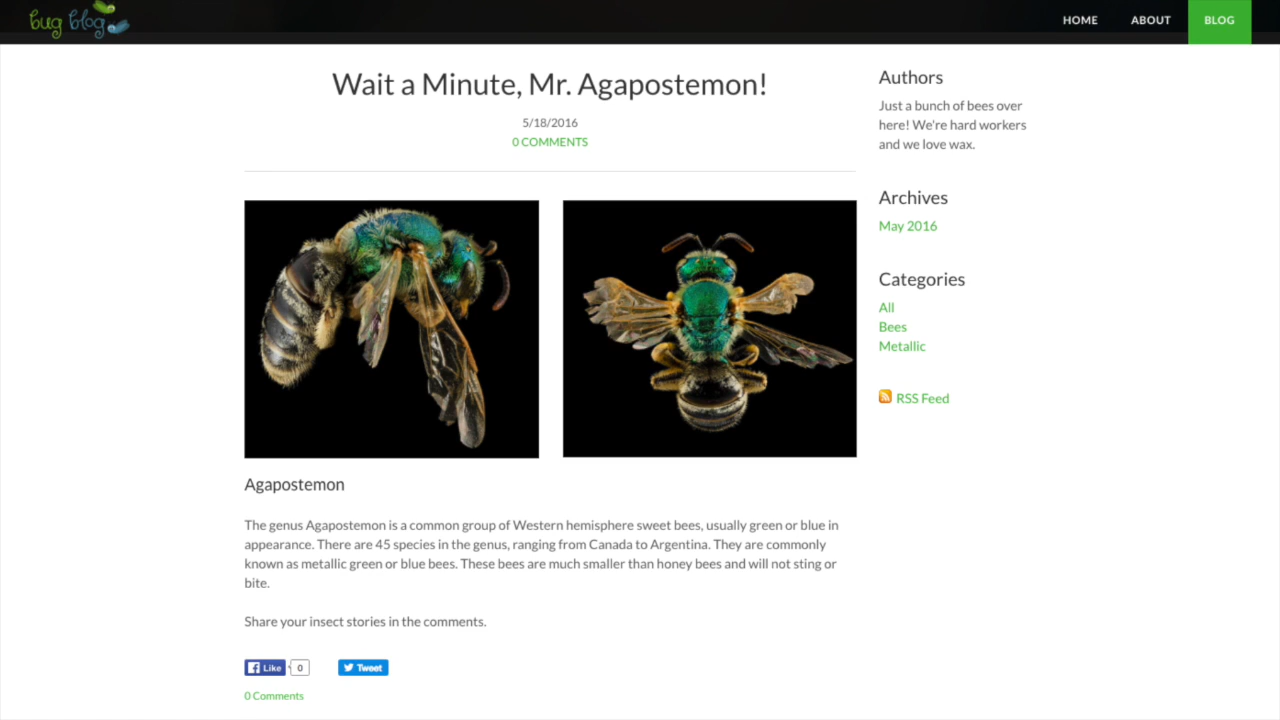 bug blog
HOME ABOUT BLOG
Wait a Minute, Mr. Agapostemon!
5/18/2016
0 COMMENTS
Agapostemon
The genus Agapostemon is a common group of Western hemisphere sweet bees, usually green or blue in
appearance. There are 45 species in the genus, ranging from Canada to Argentina. They are commonly
known as metallic green or blue bees. These bees are much smaller than honey bees and will not sting or
bite.
Share your insect stories in the comments.
Like 0 Tweet
0 Comments
Authors
Just a bunch of bees over
here! We're hard workers
and we love wax.
Archives
May 2016
Categories
All
Bees
Metallic
RSS Feed